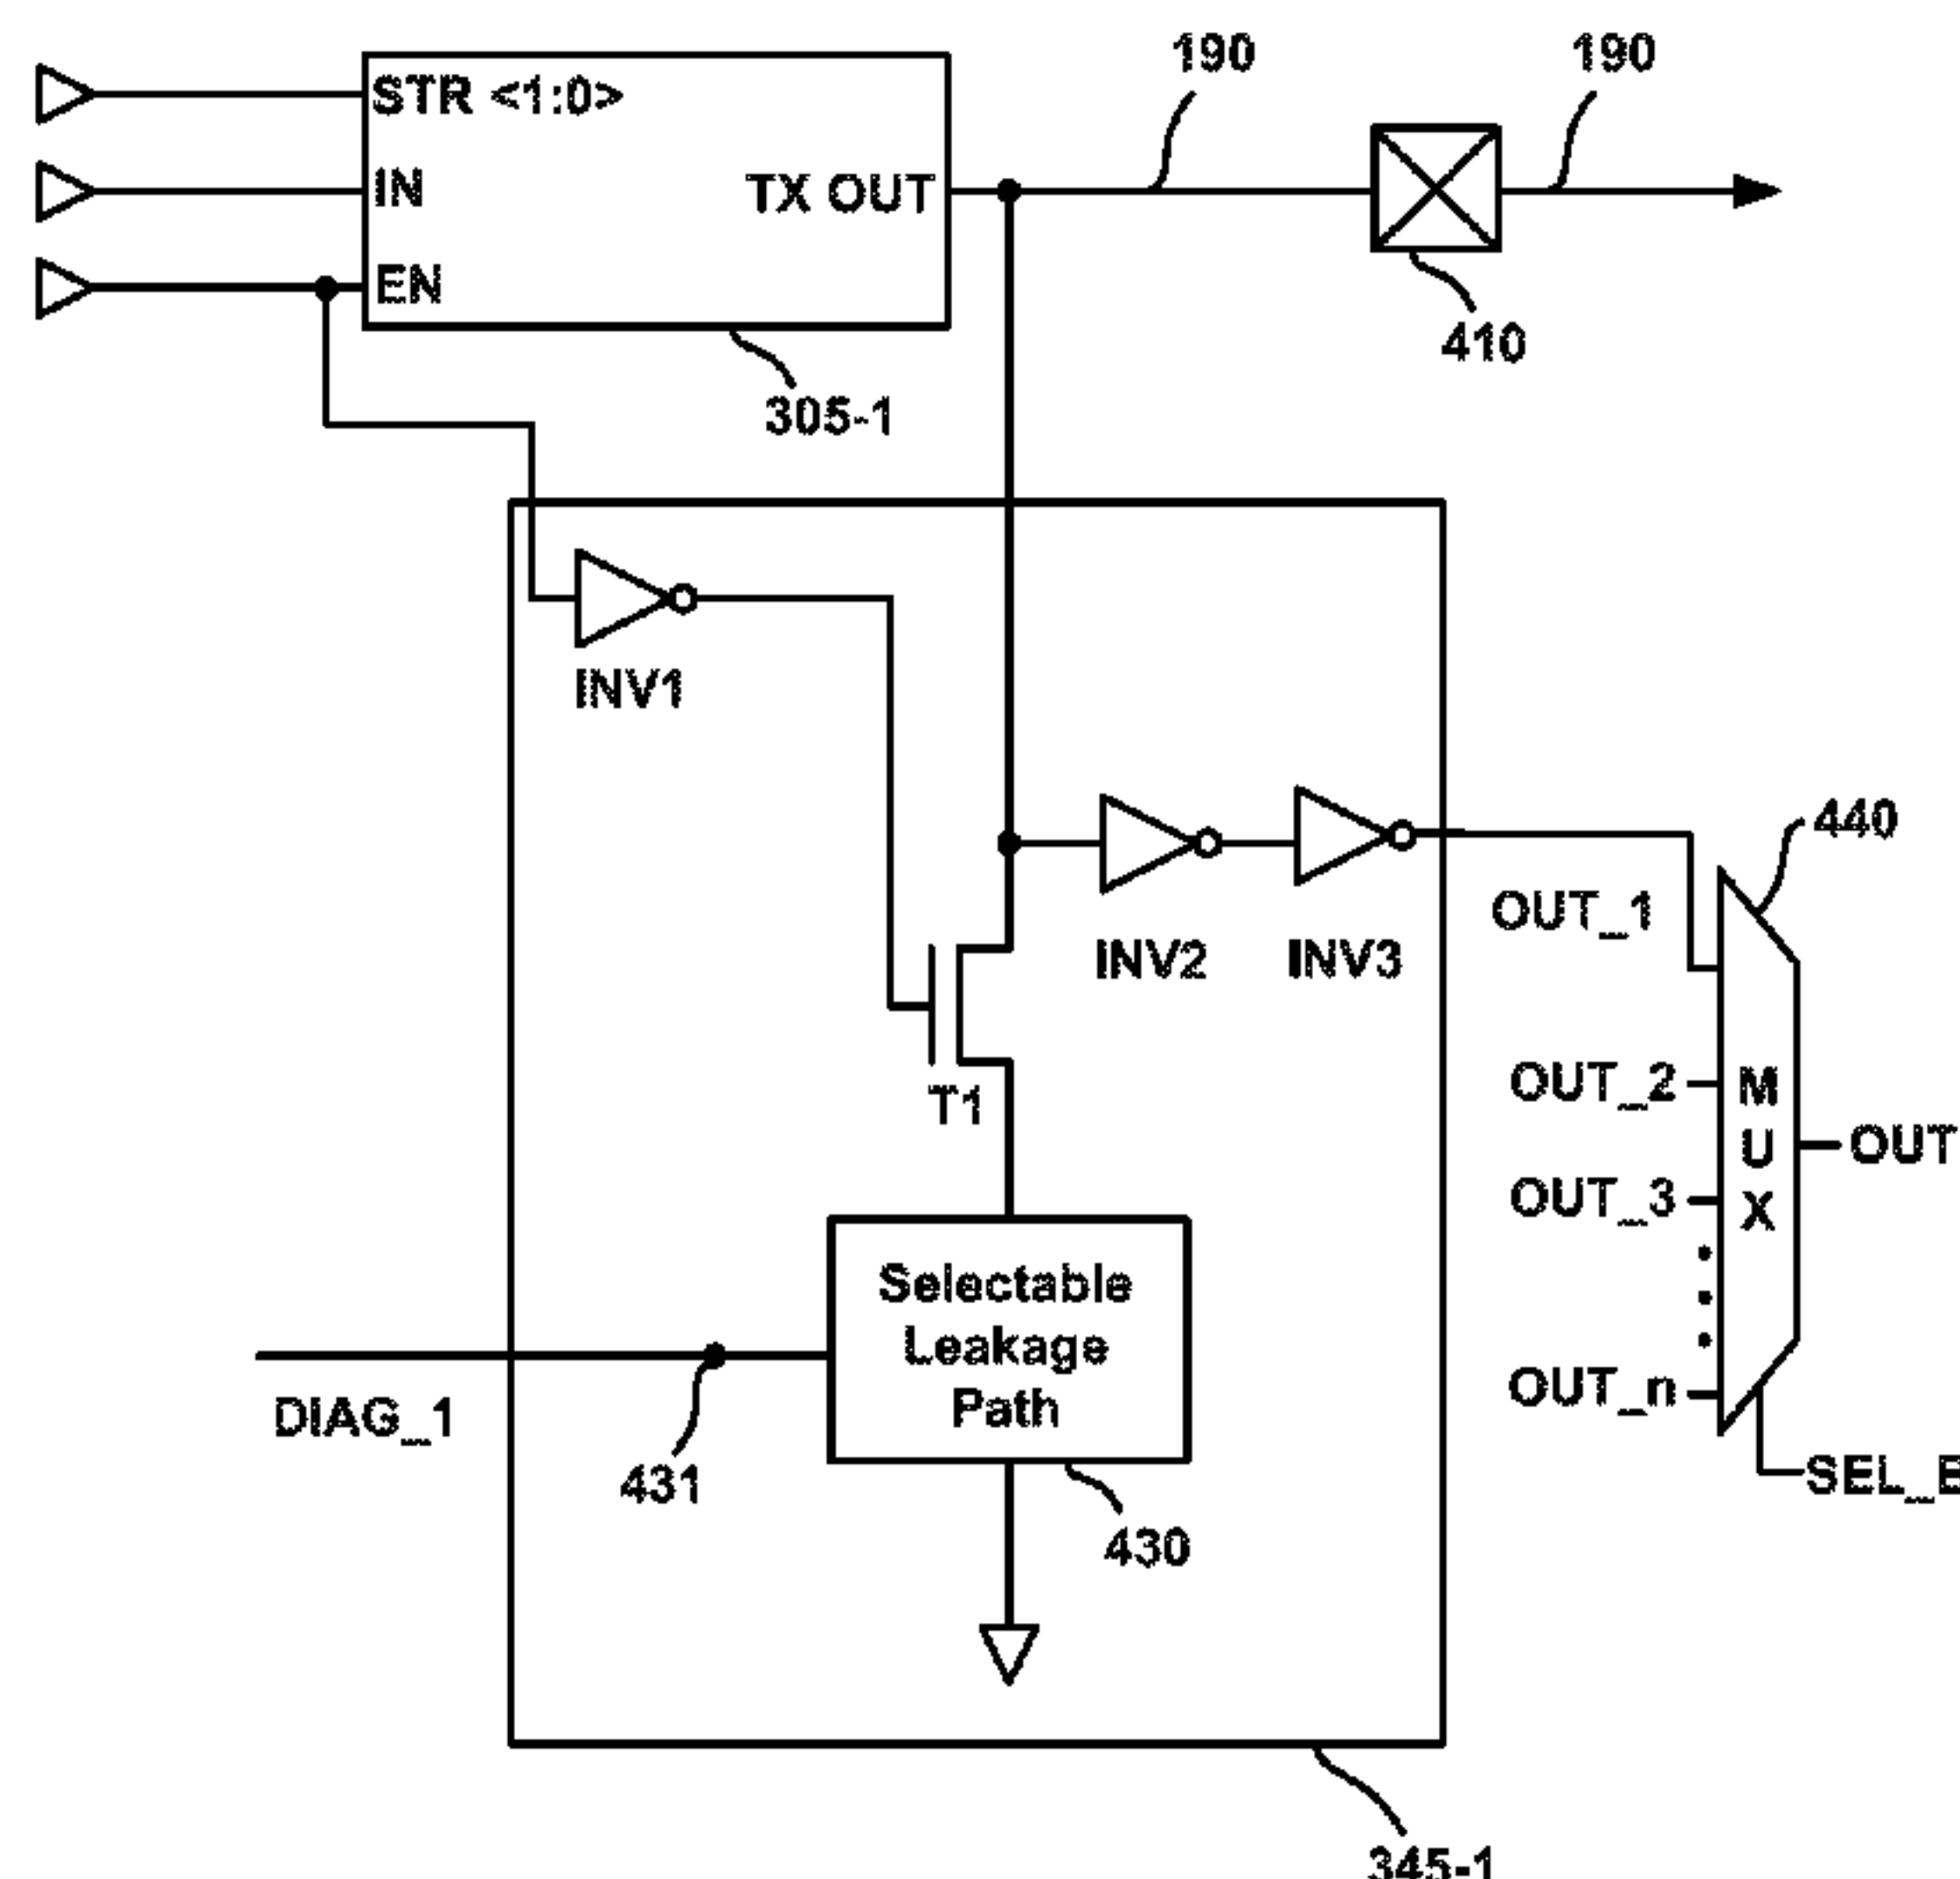 190
190
STR <1:0>
IN
TX OUT
EN
410
305-1
INV1
440
OUT_1
INV2
INV3
OUT_2
M
U
X
T1
OUT
OUT_3
Selectable
Leakage
Path
OUT_n
DIAG_1
431
SEL_E
430
345-1